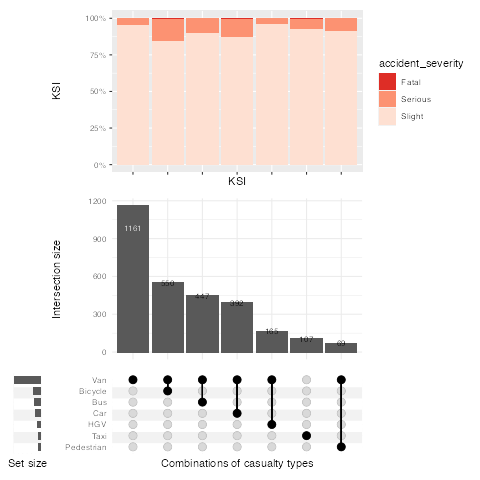 100%
75%
50%
25%
0%
KSI
KSI
accident_severity
Fatal
Serious
Slight
1200
900
600
300
0
Intersection size
1161
550
447
392
165
107
69
Van
Bicycle
Bus
Car
HGV
Taxi
Pedestrian
Set size
Combinations of casualty types